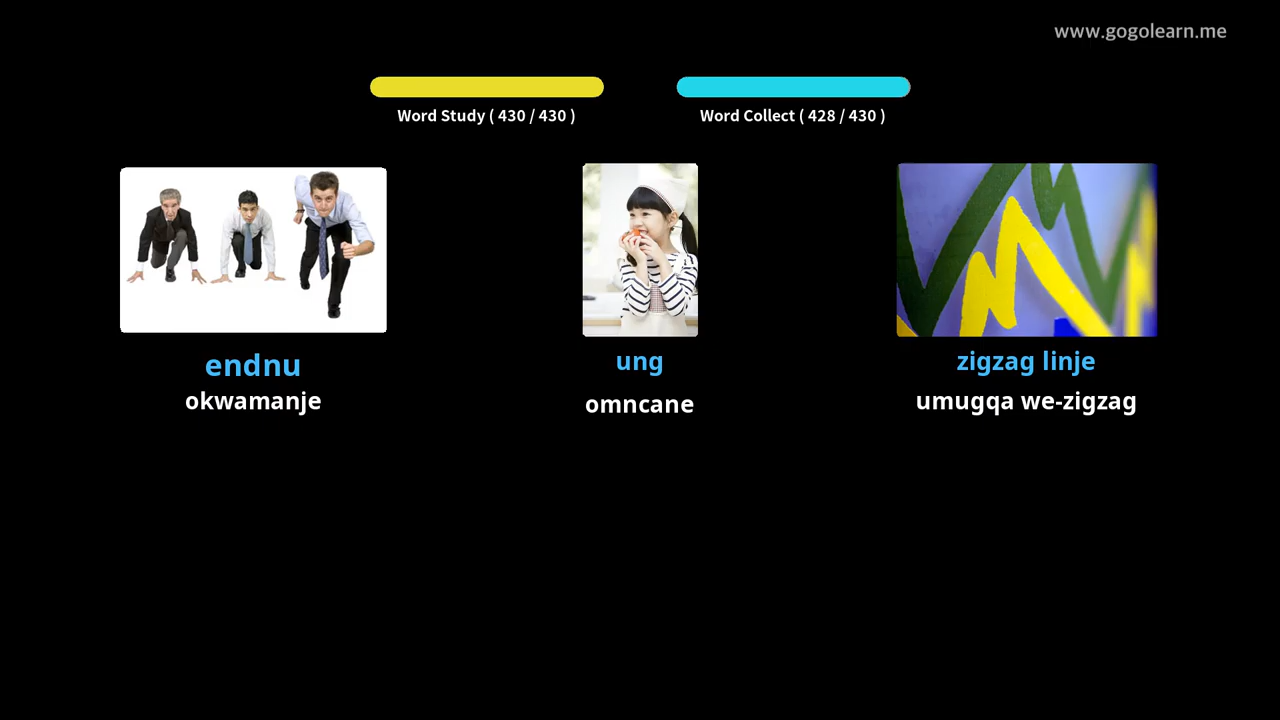 www.gogolearn.me
Word Study ( 430 / 430 )
Word Collect ( 428 / 430 )
endnu
okwamanje
ung
omncane
zigzag linje
umugqa we-zigzag